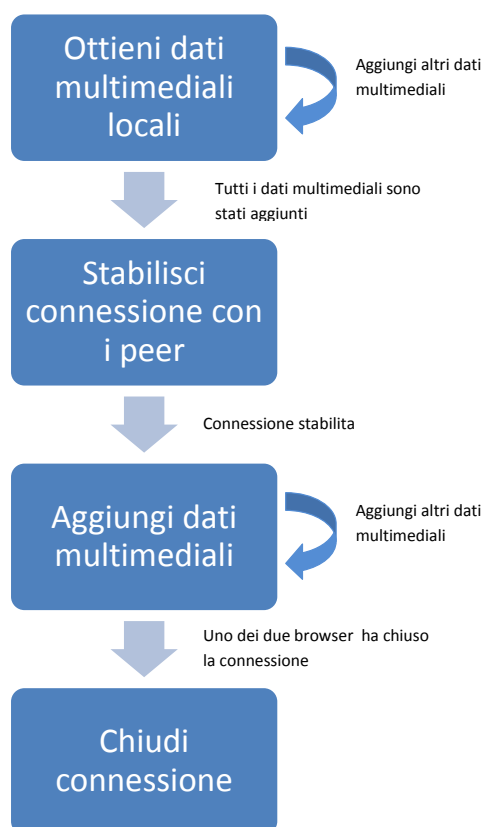 Ottieni dati
multimediali
locali
Aggiungi altri dati
multimediali
Tutti i dati multimediali sono
stati aggiunti
Stabilisci
connessione con
i peer
Connessione stabilita
Aggiungi dati
multimediali
Aggiungi altri dati
multimediali
Uno dei due browser ha chiuso
la connessione
Chiudi
connessione